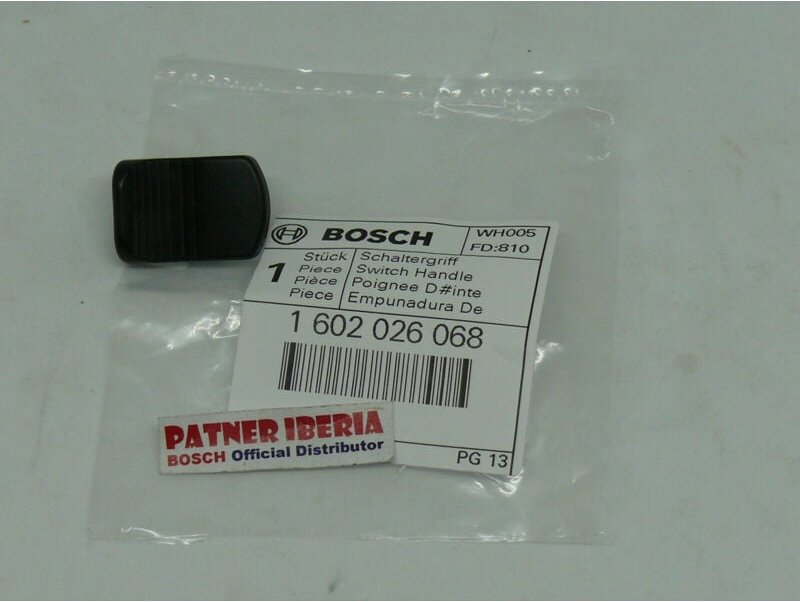 BOSCH
WH005
FD:810
1
Stück
Piece
Pièce
Piece
Schaltergriff
Switch Handle
Poignee D#inte
Empunadura De
1 602 026 068
PATNER IBERIA
BOSCH Official Distributor
PG 13